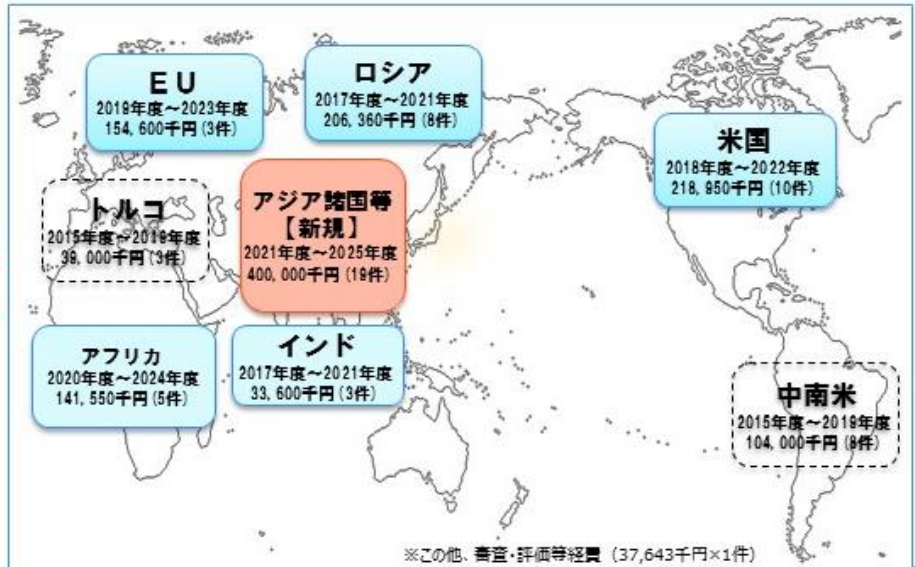 EU
2019年度～2023年度
154,600千円(3件)
ロシア
2017年度～2021年度
206,360千円(8件)
米国
2018年度～2022年度
218,950千円(10件)
トルコ
2015年度～2019年度
39,000千円(3件)
アジア諸国等
【新規】
2021年度～2025年度
400,000千円(19件)
アフリカ
2020年度～2024年度
141,550千円(5件)
インド
2017年度～2021年度
33,600千円(3件)
中南米
2015年度～2019年度
104,000千円(8件)
※この他、審査・評価等経費（37,643千円×1件）